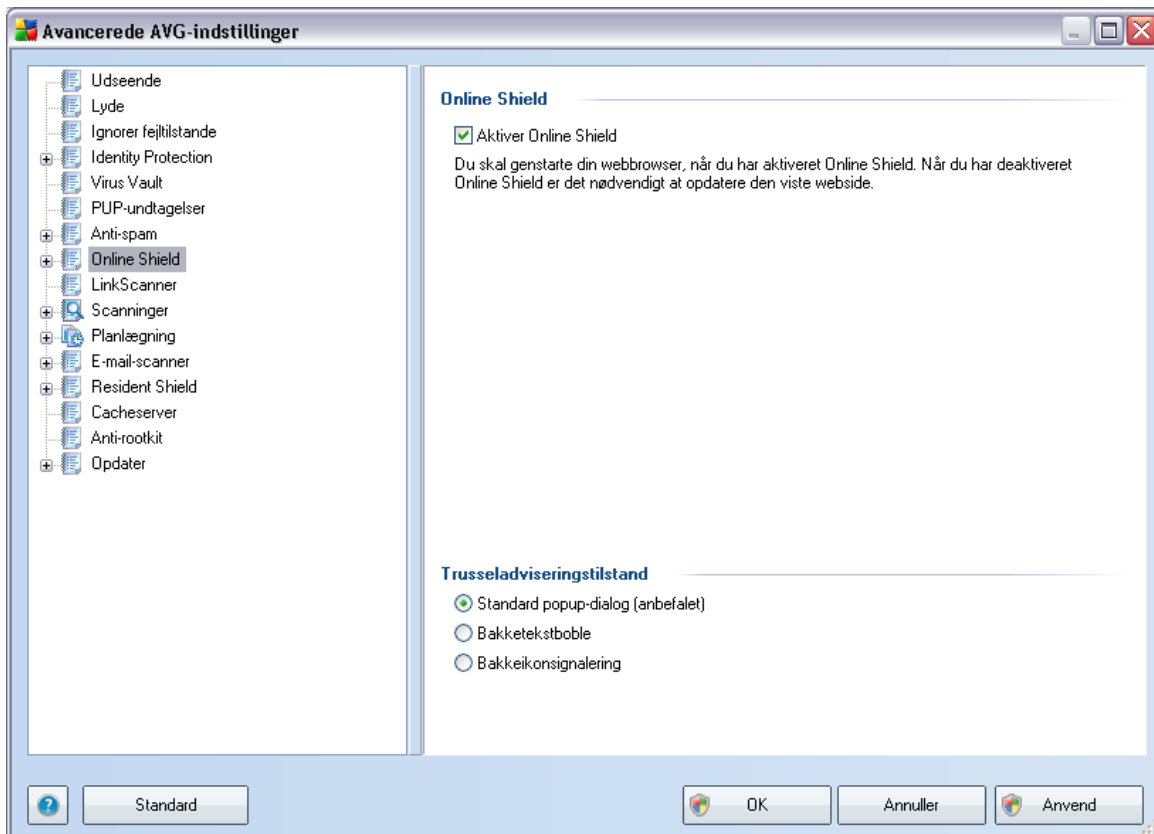 Avancerede AVG-indstillinger
Udseende
Lyde
Ignorer fejltilstande
Identity Protection
Virus Vault
PUP-undtagelser
Anti-spam
Online Shield
LinkScanner
Scanninger
Planlægning
E-mail-scanner
Resident Shield
Cacheserver
Anti-rootkit
Opdater
Online Shield
Aktiver Online Shield
Du skal genstarte din webbrowser, når du har aktiveret Online Shield. Når du har deaktiveret
Online Shield er det nødvendigt at opdatere den viste webside.
Trusseladviseringstilstand
Standard popup-dialog (anbefalet)
Bakketekstboble
Bakkeikonsignalering
Standard
OK
Annuller
Anvend